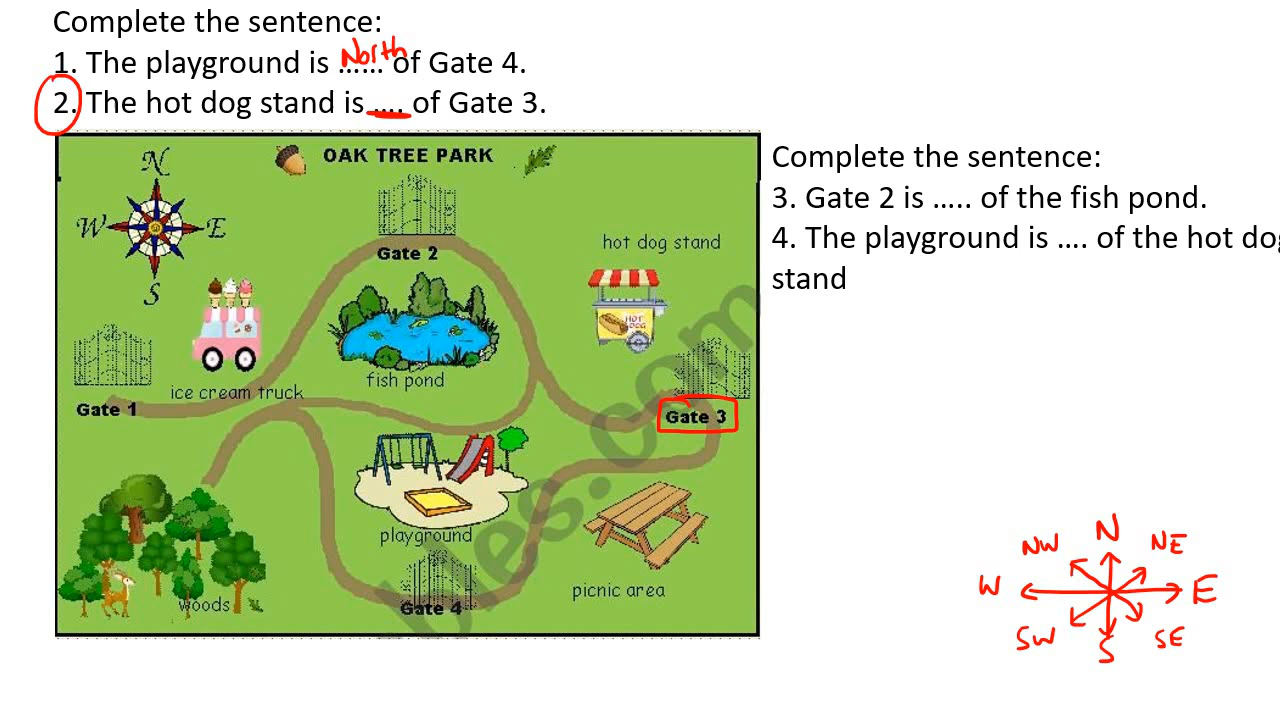 Complete the sentence:
1. The playground is ...... of Gate 4.
North
2. The hot dog stand is .... of Gate 3.
Complete the sentence:
3. Gate 2 is ..... of the fish pond.
4. The playground is .... of the hot dog
stand
OAK TREE PARK
N
W E
S
Gate 2
hot dog stand
HOT DOG
fish pond
ice cream truck
Gate 1
Gate 3
playground
picnic area
woods
Gate 4
bles.com
N
NW NE
W E
SW SE
S